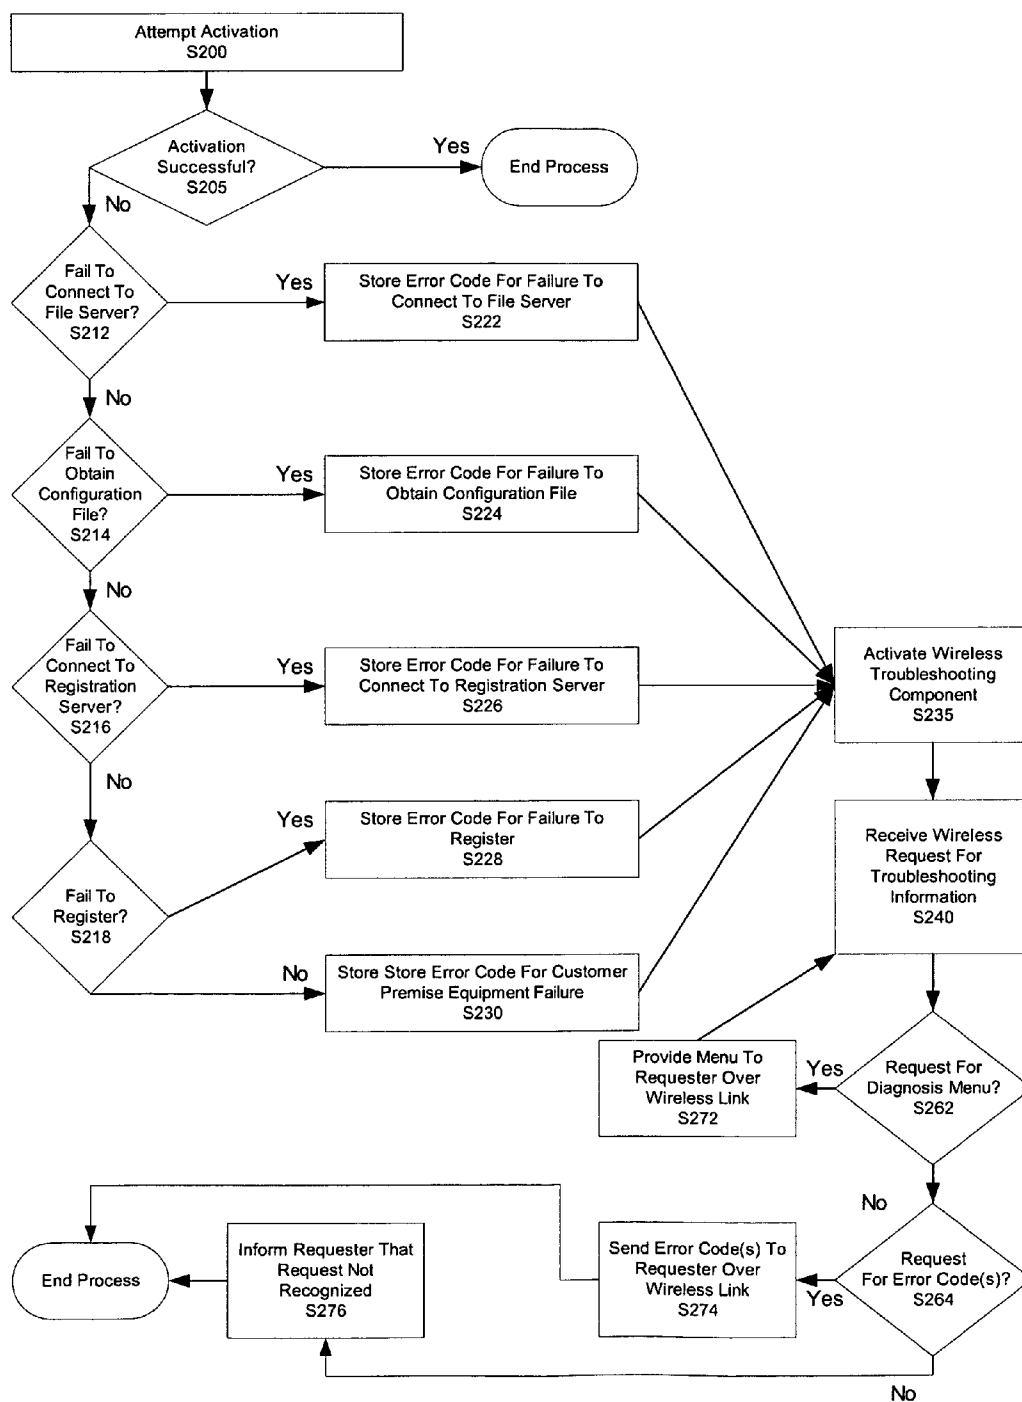 Attempt Activation
S200
Activation
Successful?
S205
Yes
End Process
No
Fail To
Connect To
File Server?
S212
Yes
Store Error Code For Failure To
Connect To File Server
S222
No
Fail To
Obtain
Configuration
File?
S214
Yes
Store Error Code For Failure To
Obtain Configuration File
S224
No
Fail To
Connect To
Registration
Server?
S216
Yes
Store Error Code For Failure To
Connect To Registration Server
S226
Activate Wireless
Troubleshooting
Component
S235
No
Fail To
Register?
S218
Yes
Store Error Code For Failure To
Register
S228
Receive Wireless
Request For
Troubleshooting
Information
S240
No
Store Store Error Code For Customer
Premise Equipment Failure
S230
Provide Menu To
Requester Over
Wireless Link
S272
Yes
Request For
Diagnosis Menu?
S262
No
End Process
Inform Requester That
Request Not
Recognized
S276
Send Error Code(s) To
Requester Over
Wireless Link
S274
Yes
Request
For Error Code(s)?
S264
No